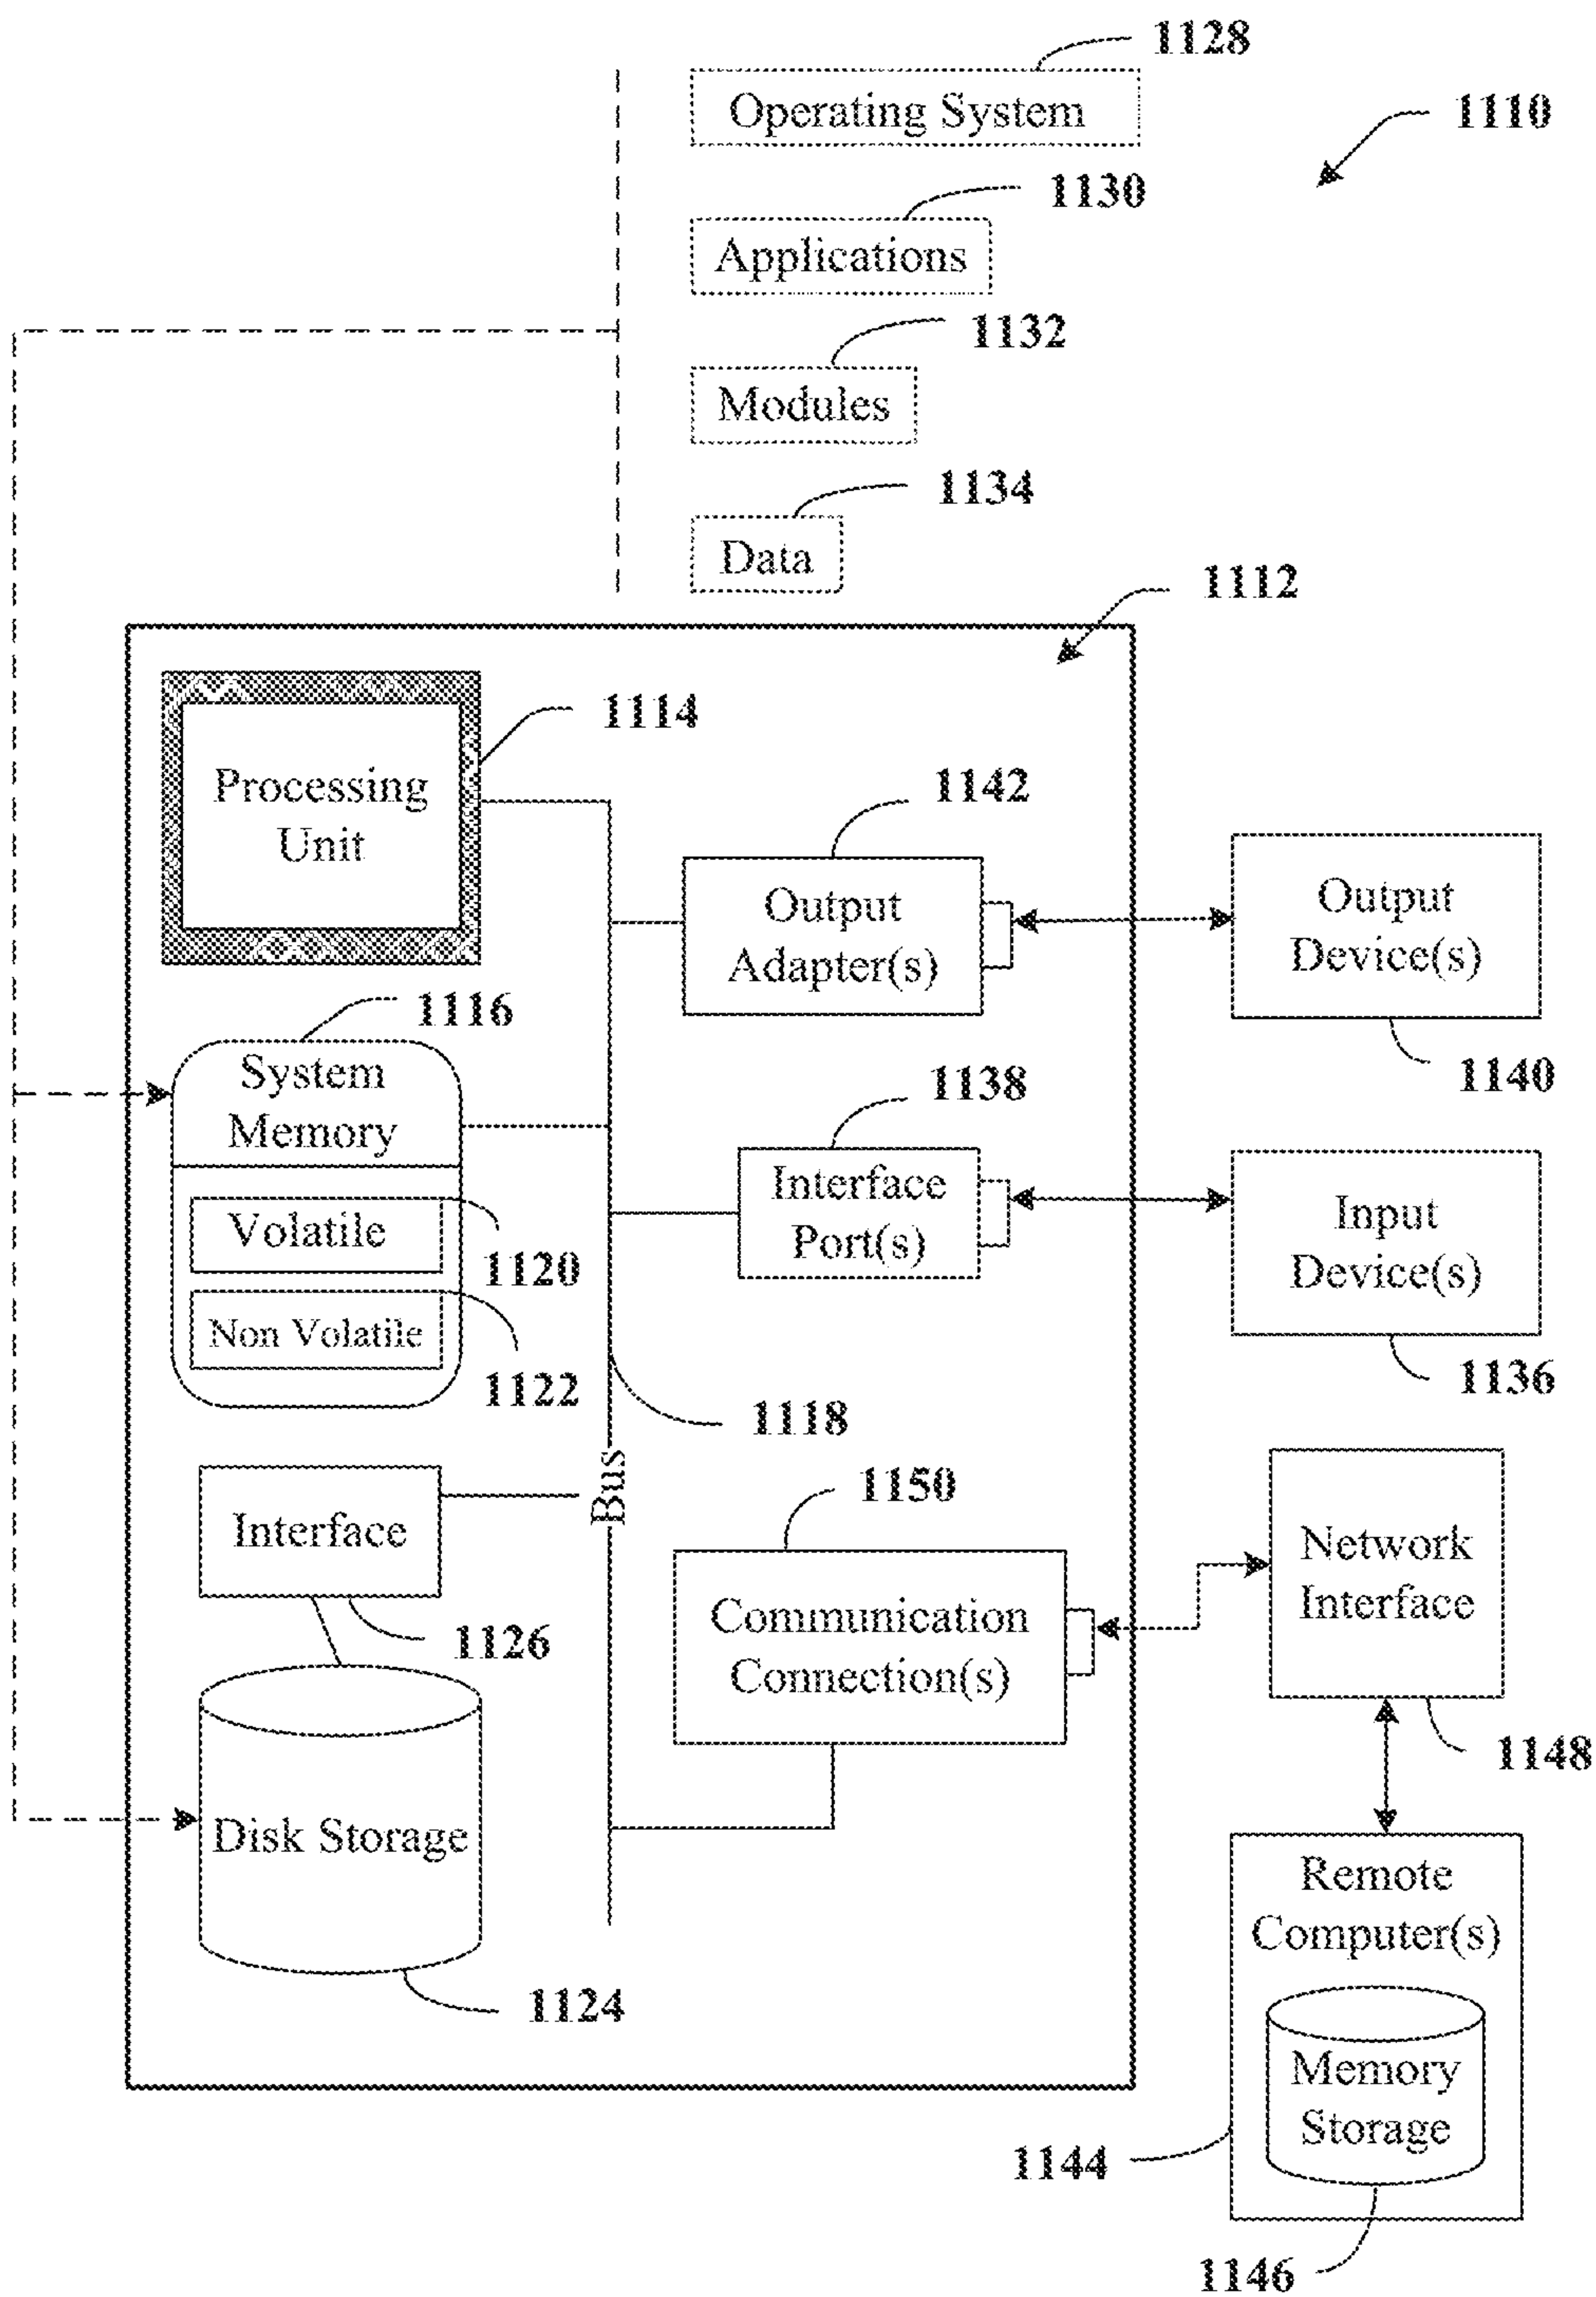 1128
Operating System
1110
1130
Applications
1132
Modules
1134
Data
1112
1114
Processing
Unit
1142
Output
Adapter(s)
Output
Device(s)
1140
1116
System
Memory
Volatile
1120
Non Volatile
1122
1138
Interface
Port(s)
Input
Device(s)
1136
1118
Bus
Interface
1126
1150
Communication
Connection(s)
Network
Interface
1148
Disk Storage
1124
Remote
Computer(s)
Memory
Storage
1144
1146